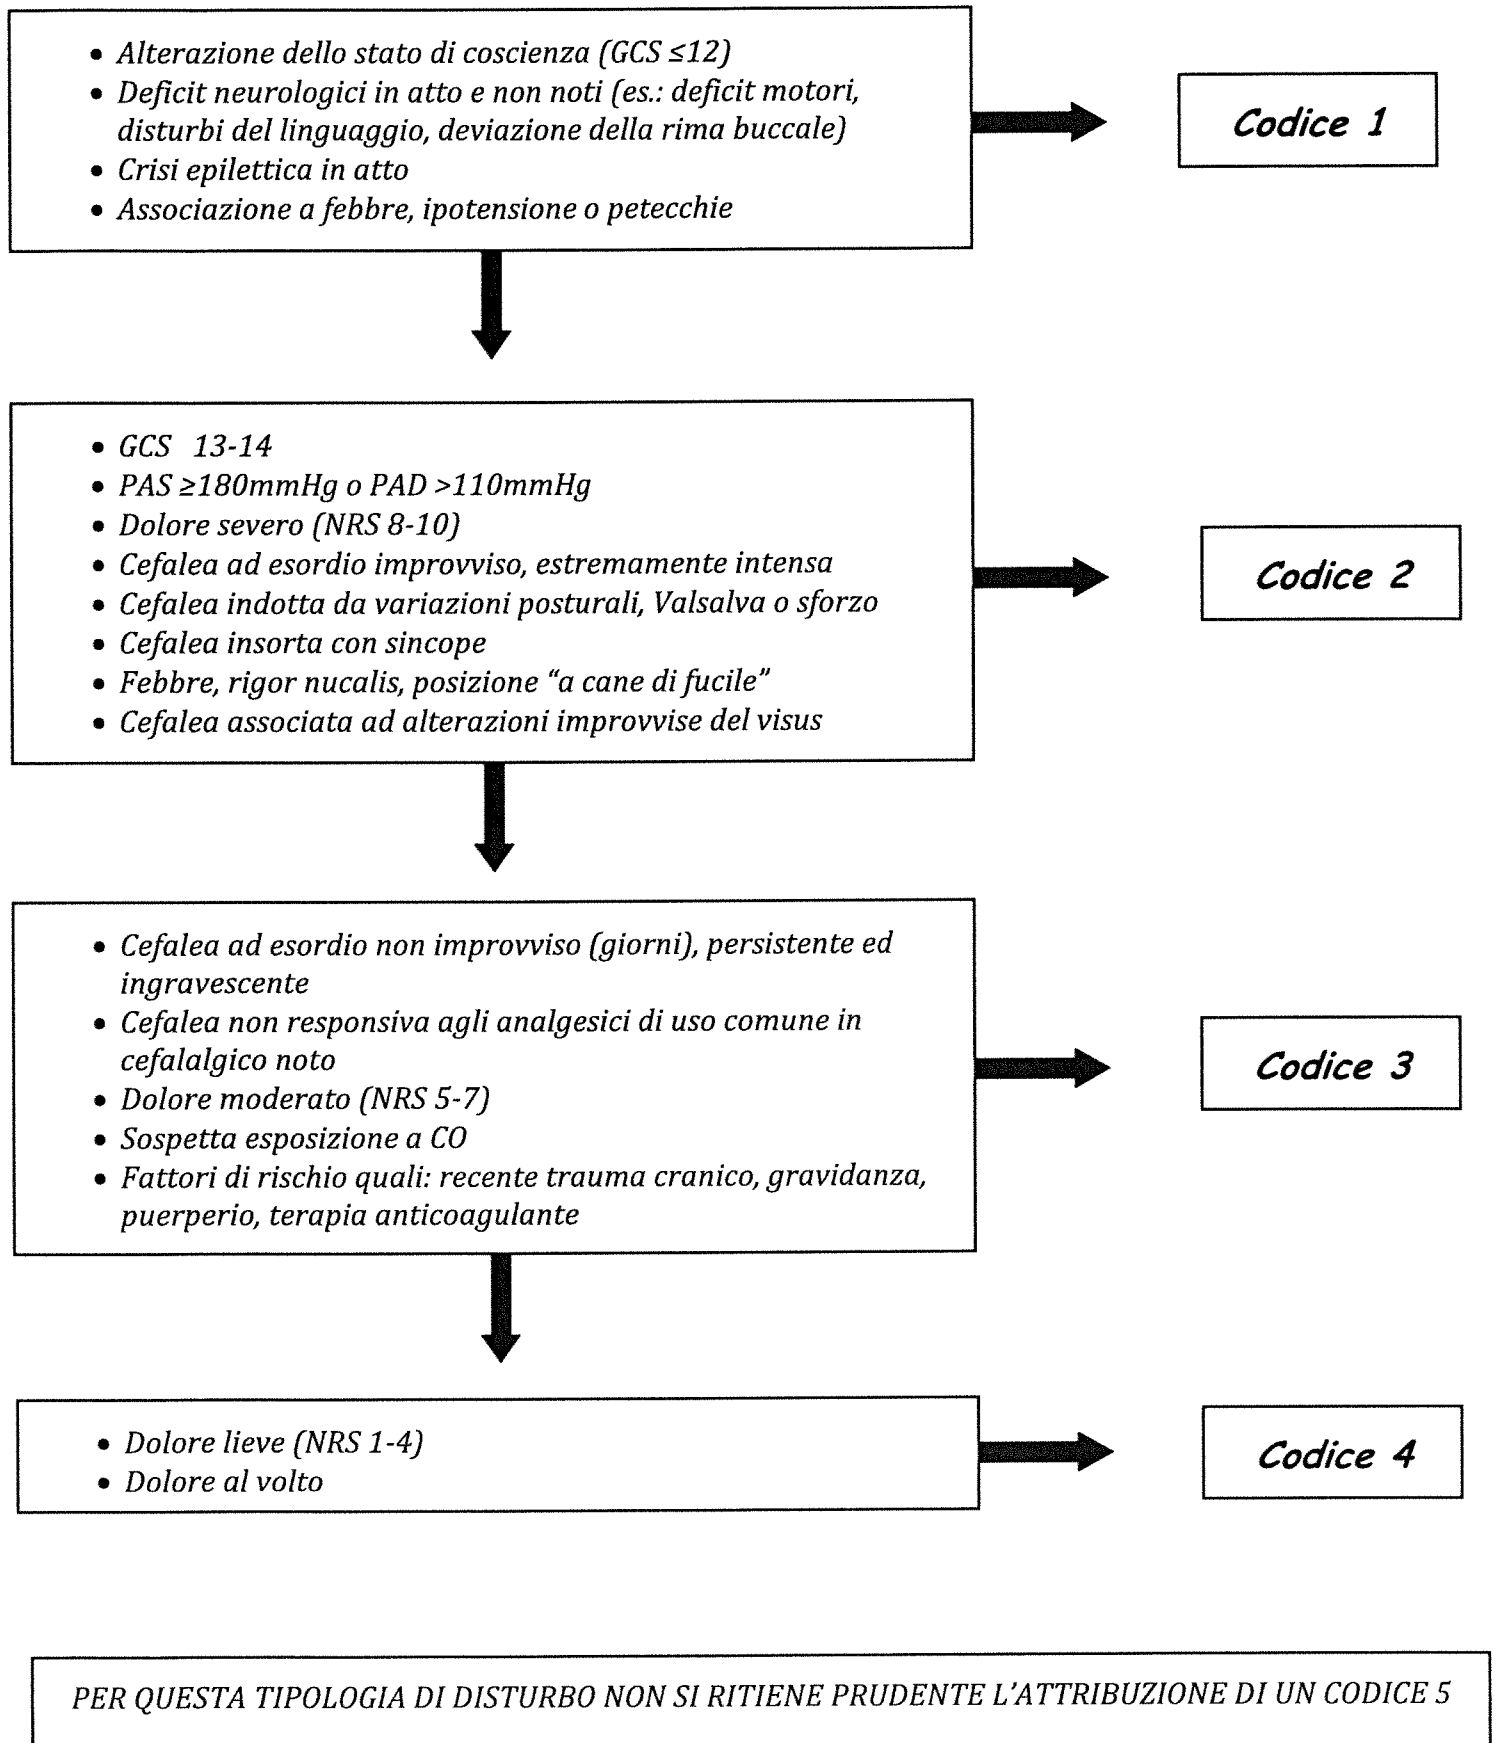 • Alterazione dello stato di coscienza (GCS ≤12)
• Deficit neurologici in atto e non noti (es.: deficit motori,
disturbi del linguaggio, deviazione della rima buccale)
• Crisi epilettica in atto
• Associazione a febbre, ipotensione o petecchie
Codice 1
• GCS 13-14
• PAS ≥180mmHg o PAD >110mmHg
• Dolore severo (NRS 8-10)
• Cefalea ad esordio improvviso, estremamente intensa
• Cefalea indotta da variazioni posturali, Valsalva o sforzo
• Cefalea insorta con sincope
• Febbre, rigor nucalis, posizione “a cane di fucile”
• Cefalea associata ad alterazioni improvvise del visus
Codice 2
• Cefalea ad esordio non improvviso (giorni), persistente ed
ingravescente
• Cefalea non responsiva agli analgesici di uso comune in
cefalalgico noto
• Dolore moderato (NRS 5-7)
• Sospetta esposizione a CO
• Fattori di rischio quali: recente trauma cranico, gravidanza,
puerperio, terapia anticoagulante
Codice 3
• Dolore lieve (NRS 1-4)
• Dolore al volto
Codice 4
PER QUESTA TIPOLOGIA DI DISTURBO NON SI RITIENE PRUDENTE L’ATTRIBUZIONE DI UN CODICE 5